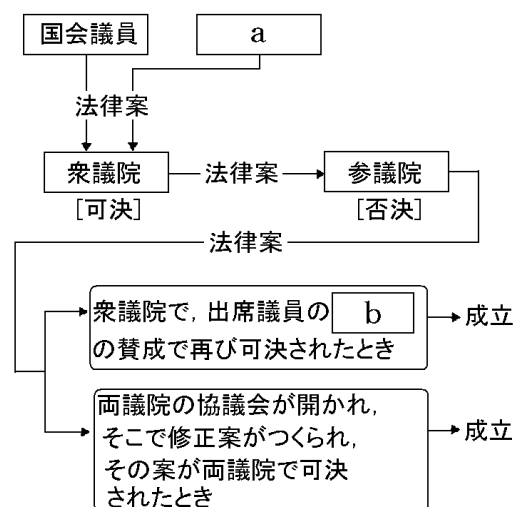 国会議員
a
法律案
衆議院
法律案
参議院
[可決]
[否決]
法律案
衆議院で，出席議員の b
の賛成で再び可決されたとき
成立
両議院の協議会が開かれ，
そこで修正案がつくられ，
その案が両議院で可決
されたとき
成立